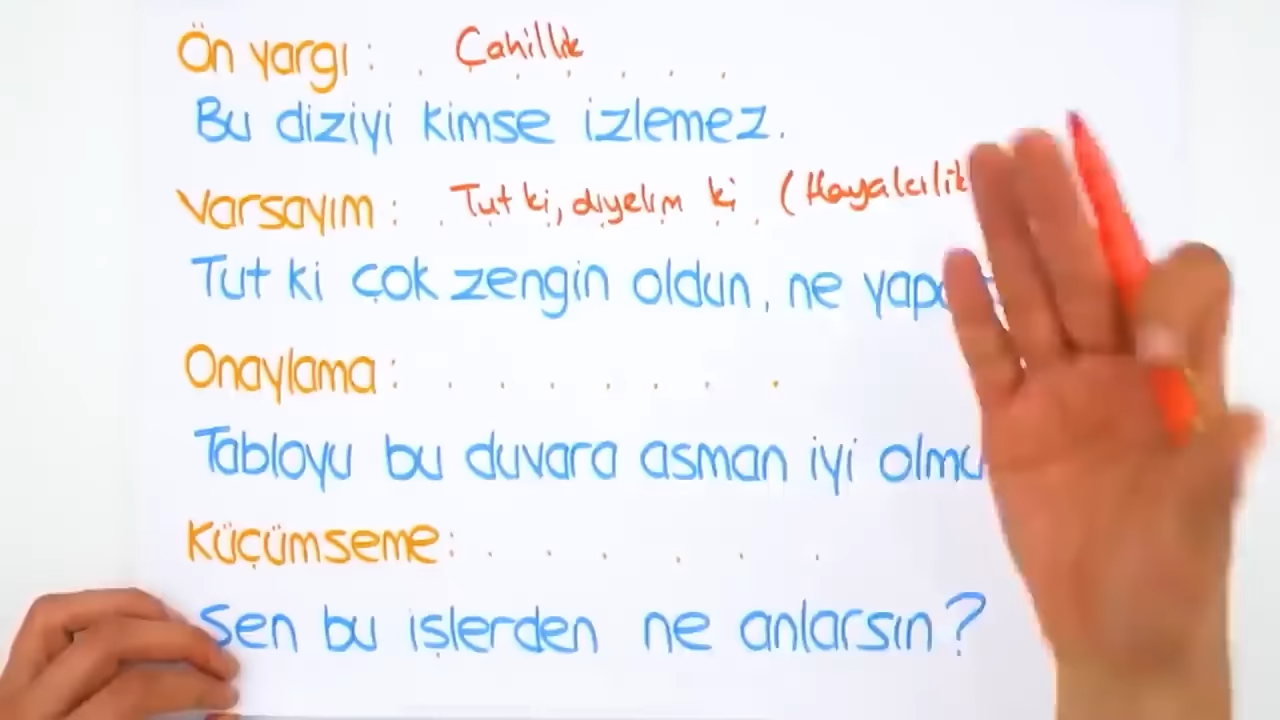 Ön yargı : Cahillik
Bu diziyi kimse izlemez.
Varsayım : Tut ki, diyelim ki (Hayalcilik
Tut ki çok zengin oldun, ne
Onaylama :
Tabloyu bu duvara asman iyi
Küçümseme :
Sen bu işlerden ne anlarsın?